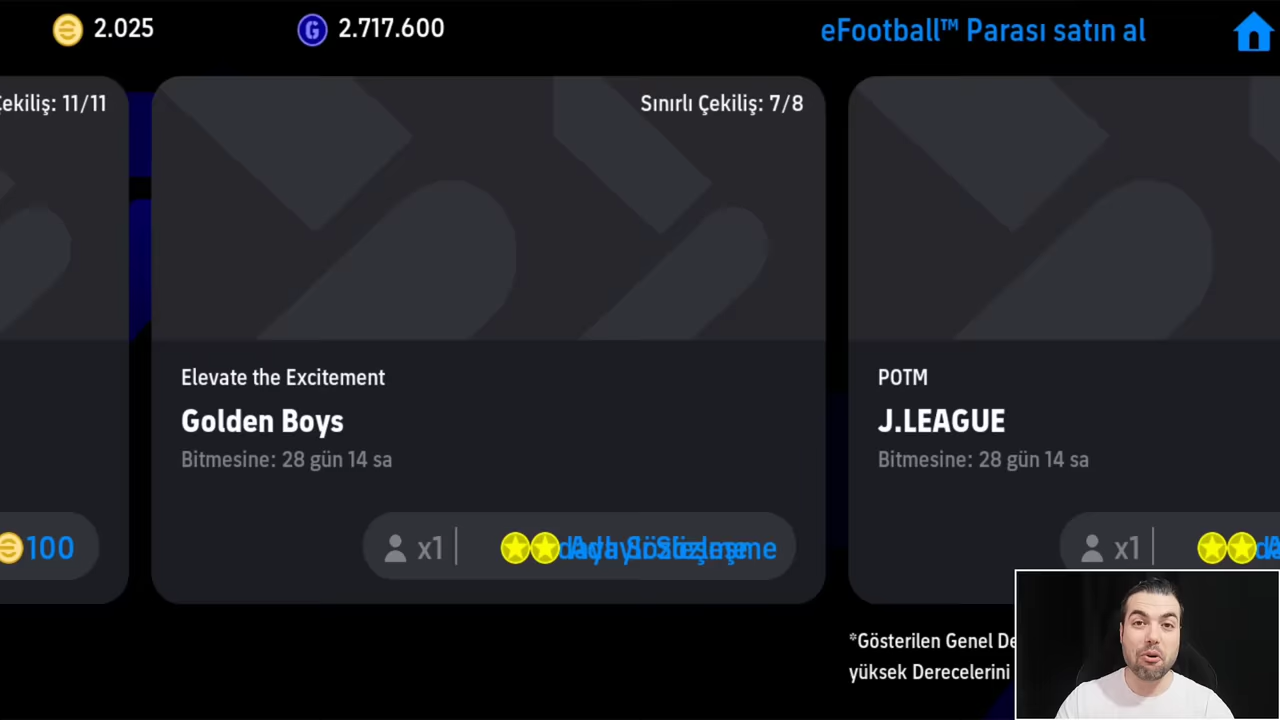 2.025
2.717.600
eFootball™ Parası satın al
ekiliş: 11/11
Sınırlı Çekiliş: 7/8
Elevate the Excitement
Golden Boys
Bitmesine: 28 gün 14 sa
x1
100
POTM
J.LEAGUE
Bitmesine: 28 gün 14 sa
x1
*Gösterilen Genel De
yüksek Derecelerini